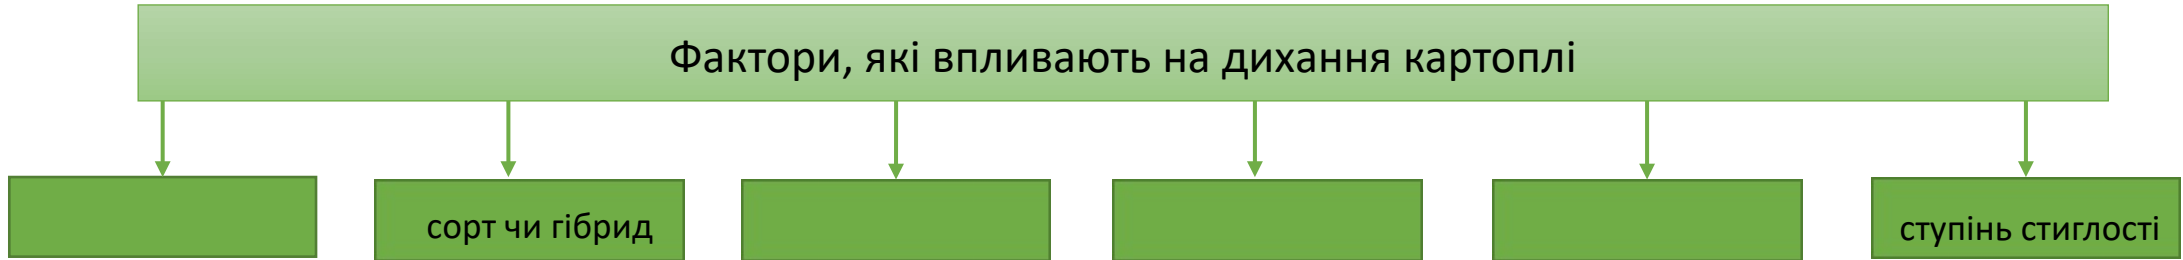 Фактори, які впливають на дихання картоплі
сорт чи гібрид
ступінь стиглості